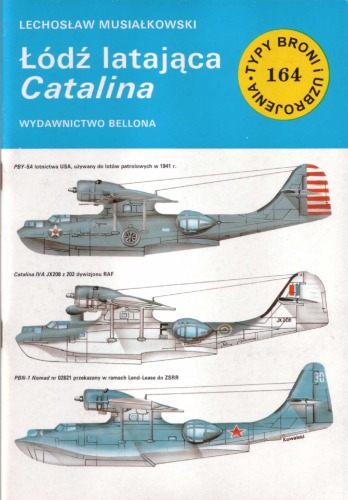 LECHOSŁAW MUSIAŁKOWSKI
Łódź latająca
Catalina
WYDAWNICTWO BELLONA
TYPY BRONI i UZBROJENIA •
164
PBY-5A lotnictwa USA, używany do lotów patrolowych w 1941 r.
Catalina IVA JX208 z 202 dywizjonu RAF
JX208
PBN-1 Nomad nr 02821 przekazany w ramach Lend-Lease do ZSRR